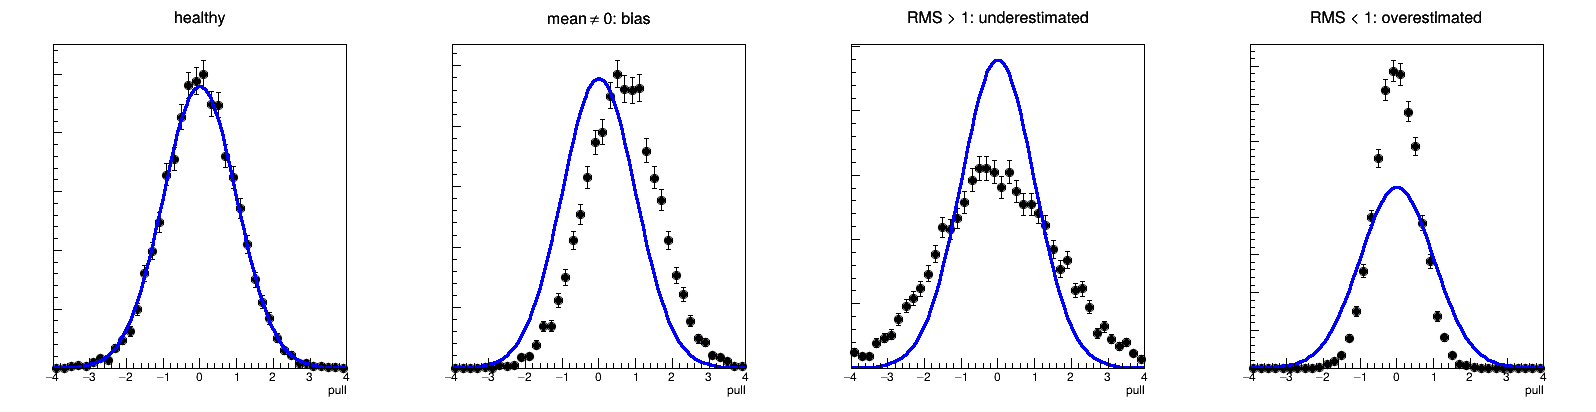 healthy
mean ≠ 0: bias
RMS > 1: underestimated
RMS < 1: overestimated
−4 −3 −2 −1 0 1 2 3 4
pull
−4 −3 −2 −1 0 1 2 3 4
pull
−4 −3 −2 −1 0 1 2 3 4
pull
−4 −3 −2 −1 0 1 2 3 4
pull